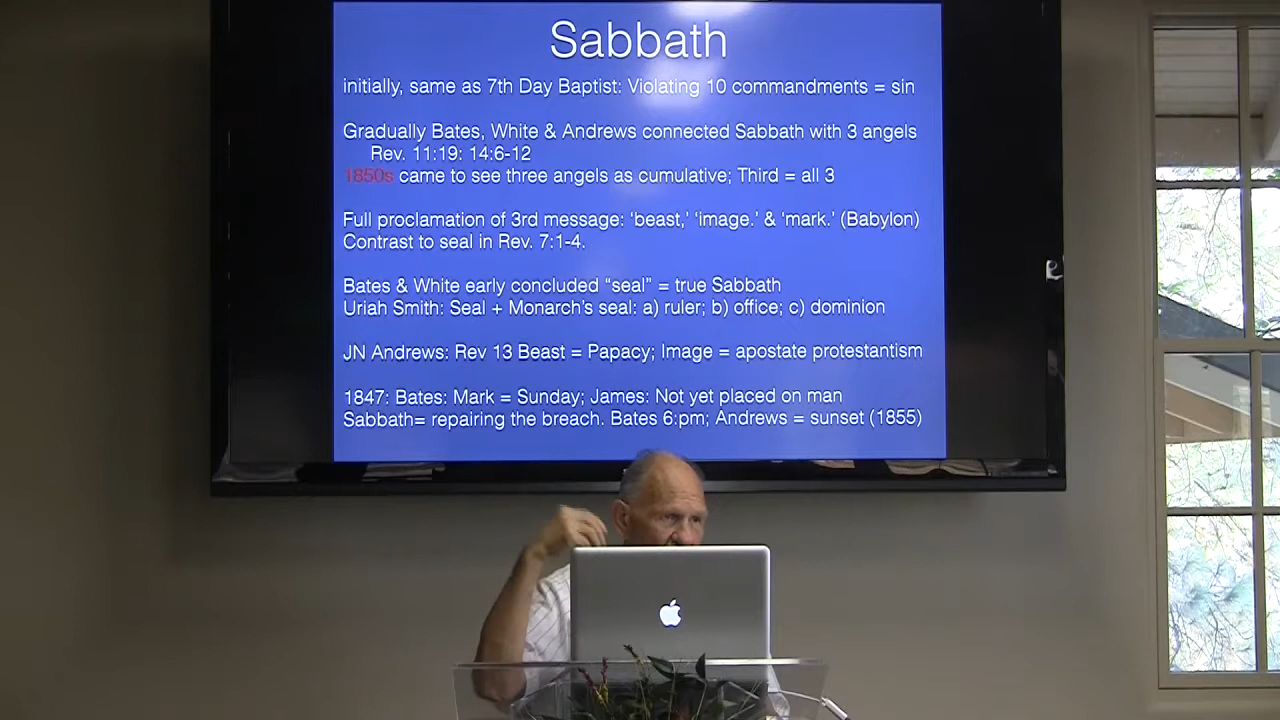 Sabbath
initially, same as 7th Day Baptist: Violating 10 commandments = sin
Gradually Bates, White & Andrews connected Sabbath with 3 angels
Rev. 11:19: 14:6-12
1850s came to see three angels as cumulative; Third = all 3
Full proclamation of 3rd message: ‘beast,’ ‘image.’ & ‘mark.’ (Babylon)
Contrast to seal in Rev. 7:1-4.
Bates & White early concluded “seal” = true Sabbath
Uriah Smith: Seal + Monarch’s seal: a) ruler; b) office; c) dominion
JN Andrews: Rev 13 Beast = Papacy; Image = apostate protestantism
1847: Bates: Mark = Sunday; James: Not yet placed on man
Sabbath= repairing the breach. Bates 6:pm; Andrews = sunset (1855)